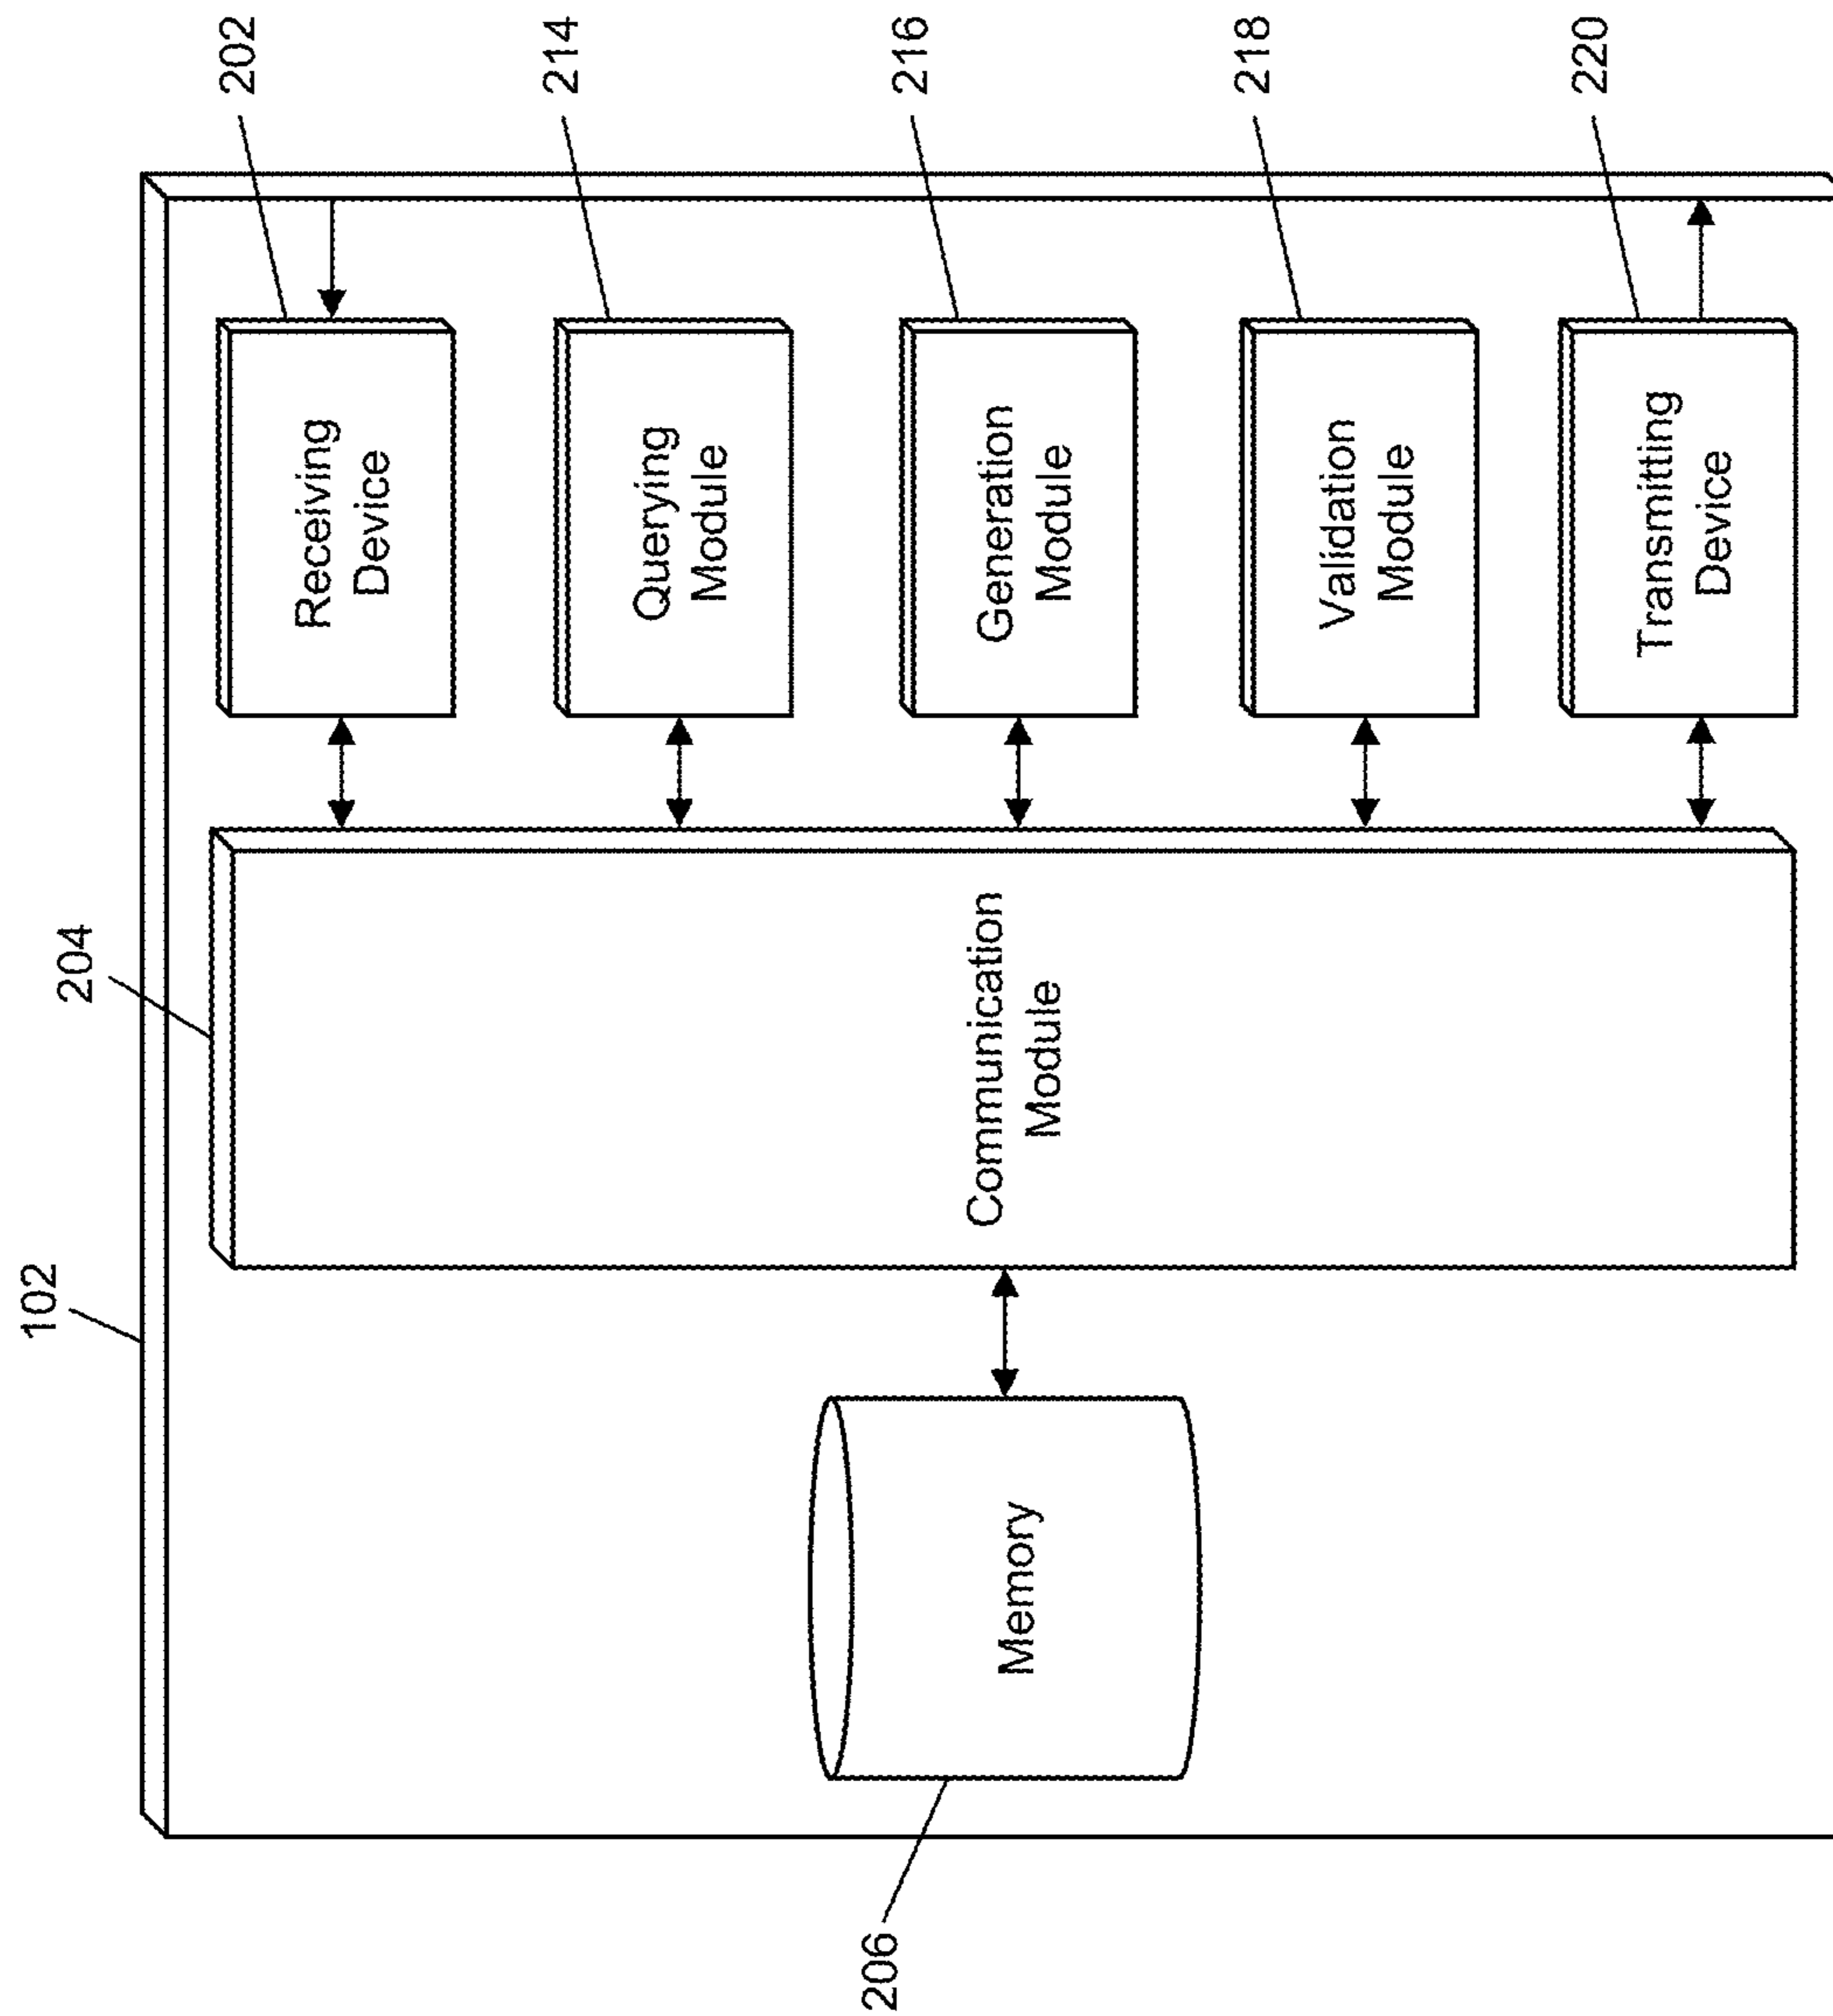 102
204
202
Receiving
Device
214
Querying
Module
216
Generation
Module
218
Validation
Module
220
Transmitting
Device
Communication
Module
Memory
206